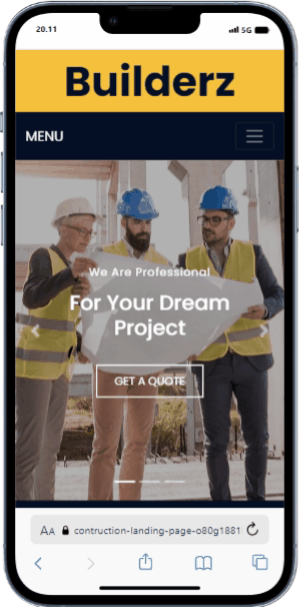 20.11
5G
Builderz
MENU
We Are Professional
For Your Dream
Project
GET A QUOTE
AA
contruction-landing-page-o80g1881